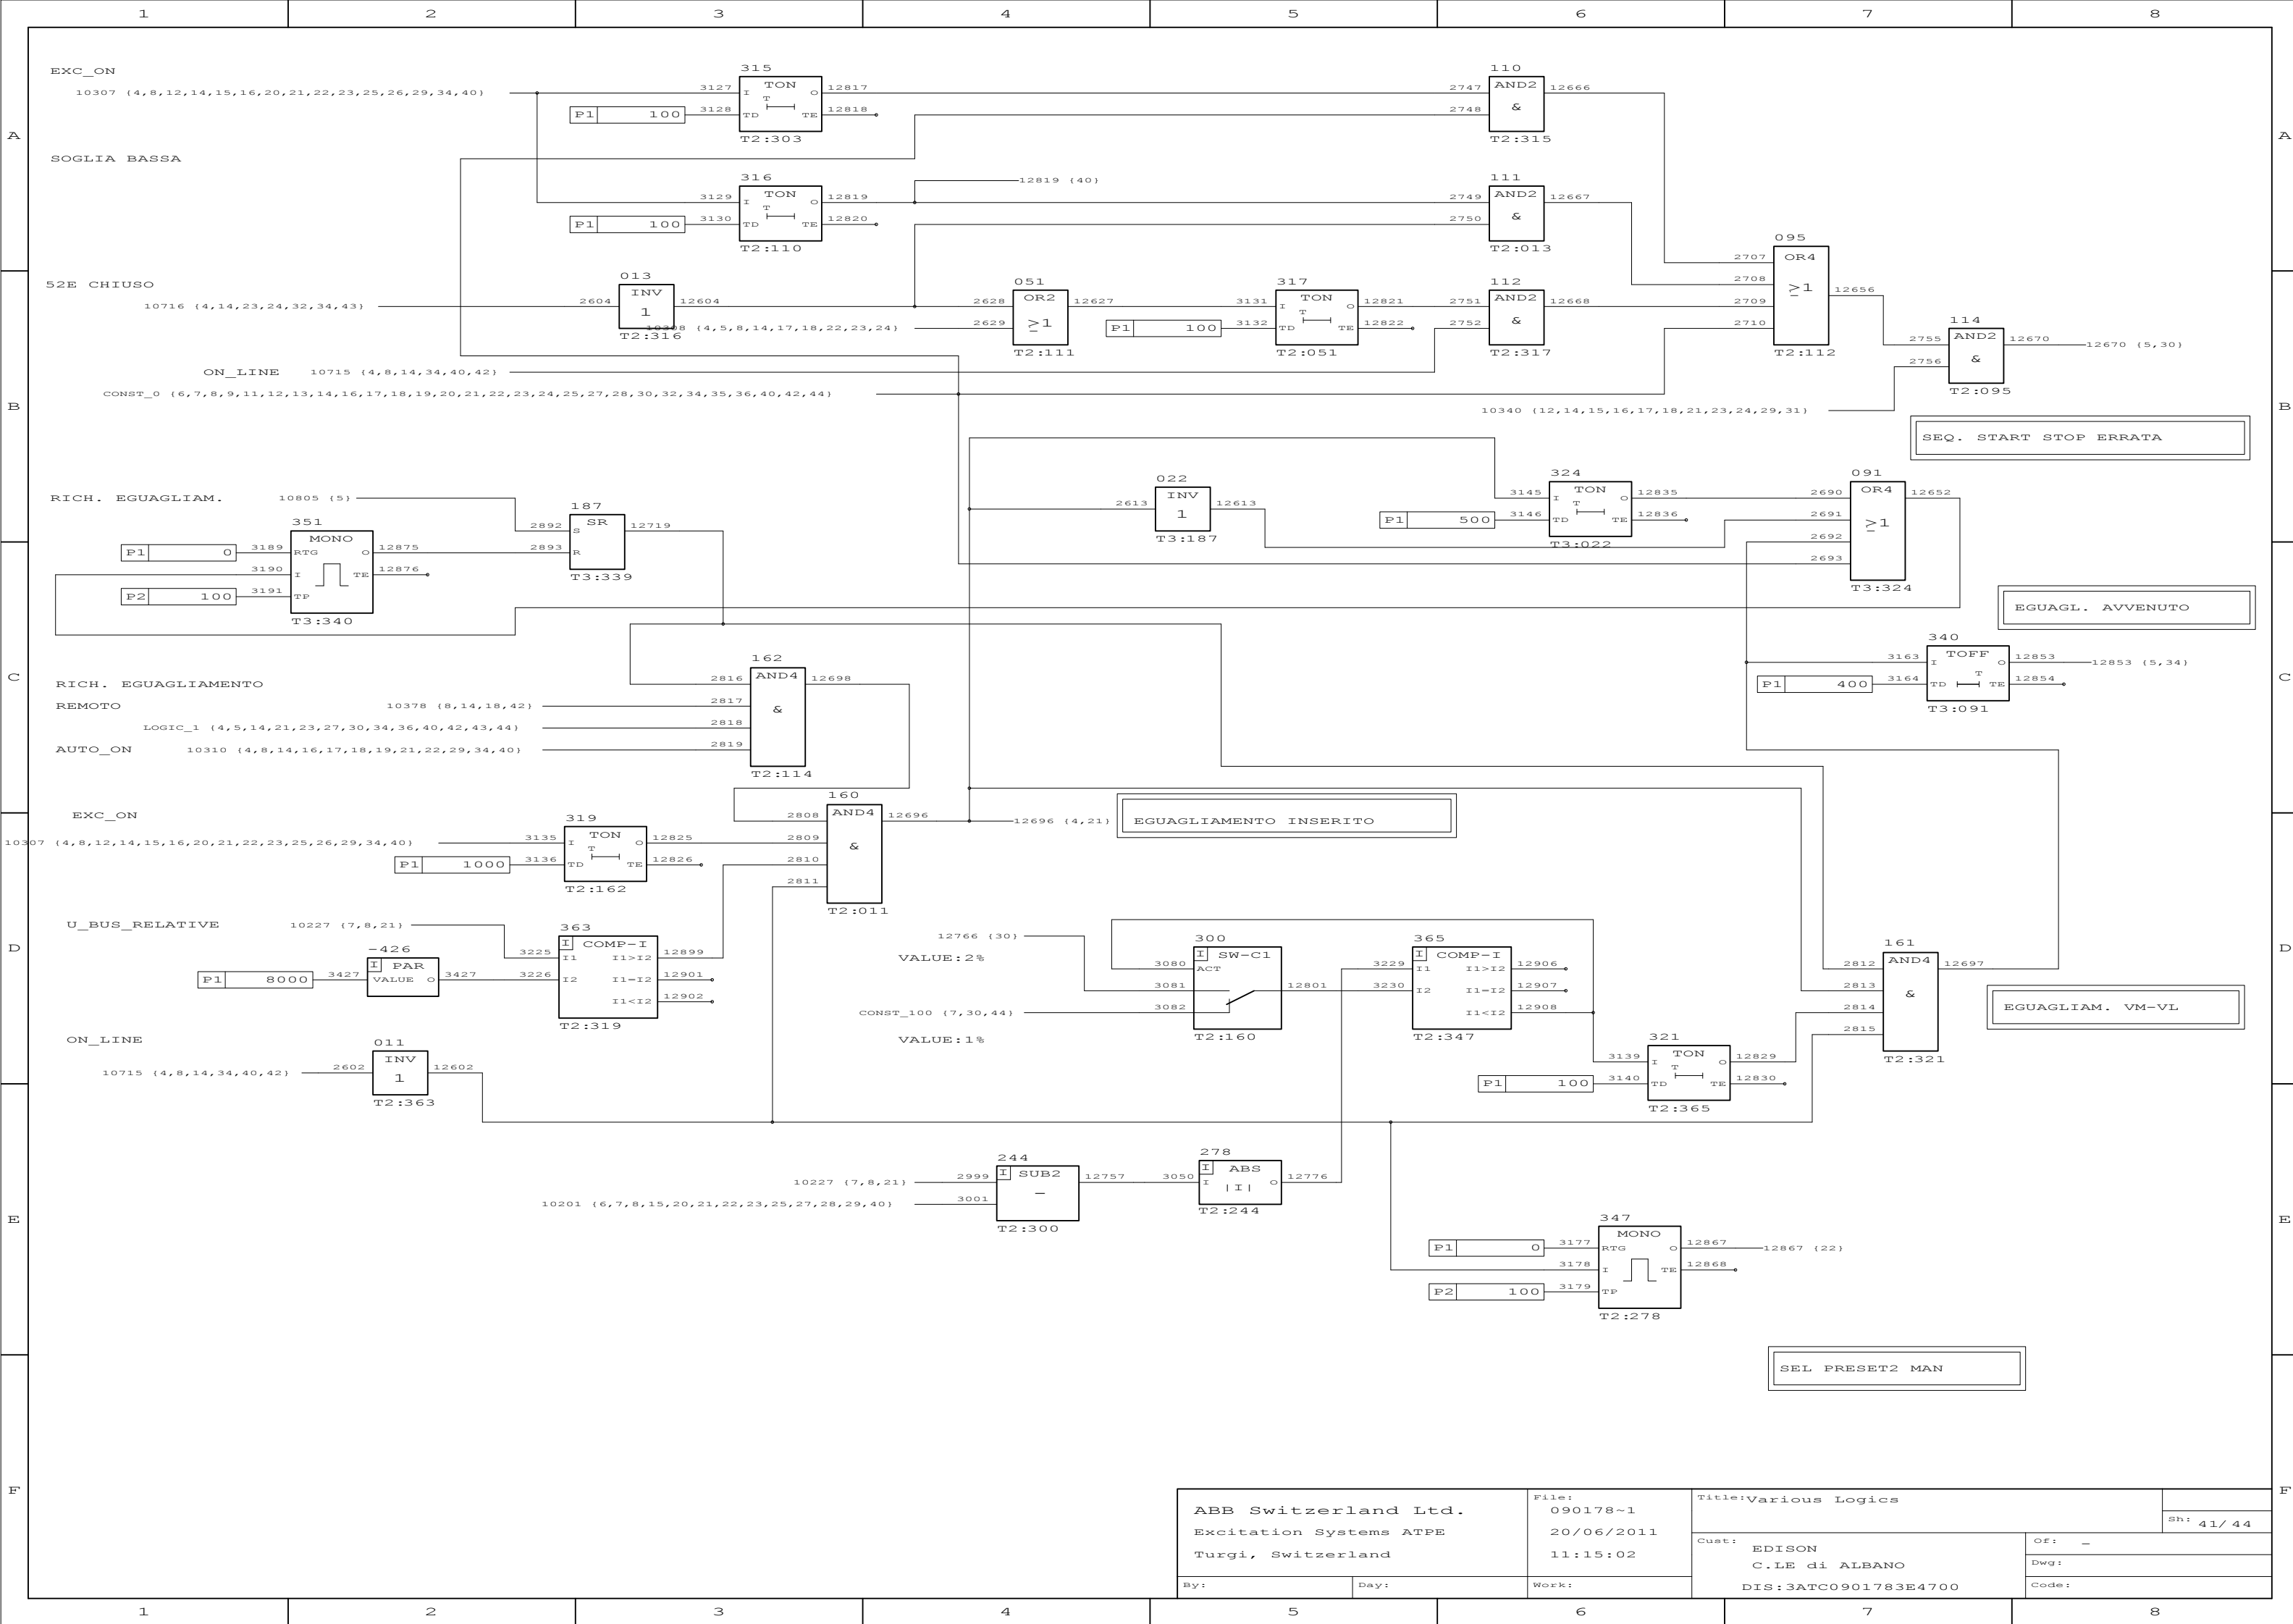 1 2 3 4 5 6 7 8
EXC_ON
10307 (4,8,12,14,15,16,20,21,22,23,25,26,29,34,40)
315
3127 I TON O 12817
T
P1 100 3128 TD TE 12818
T2:303
110
2747 AND2 12666
2748 &
T2:315
A A
SOGLIA BASSA
316
3129 I TON O 12819
12819 (40)
T
P1 100 3130 TD TE 12820
T2:110
111
2749 AND2 12667
2750 &
T2:013
095
2707 OR4
2708
2709 ≥1 12656
2710
T2:112
52E CHIUSO
10716 (4,14,23,24,32,34,43)
013
2604 INV 12604
1
T2:316
10308 (4,5,8,14,17,18,22,23,24)
051
2628 OR2 12627
2629 ≥1
T2:111
317
3131 I TON O 12821
T
P1 100 3132 TD TE 12822
T2:051
112
2751 AND2 12668
2752 &
T2:317
114
2755 AND2 12670
12670 (5,30)
2756 &
T2:095
ON_LINE 10715 (4,8,14,34,40,42)
CONST_0 (6,7,8,9,11,12,13,14,16,17,18,19,20,21,22,23,24,25,27,28,30,32,34,35,36,40,42,44)
B B
10340 (12,14,15,16,17,18,21,23,24,29,31)
SEQ. START STOP ERRATA
RICH. EGUAGLIAM. 10805 (5)
187
2892 S SR 12719
2893 R
T3:339
351
MONO
P1 0 3189 RTG O 12875
3190 I TE 12876
P2 100 3191 TP
T3:340
022
2613 INV 12613
1
T3:187
324
3145 I TON O 12835
T
P1 500 3146 TD TE 12836
T3:022
091
2690 OR4 12652
2691 ≥1
2692
2693
T3:324
EGUAGL. AVVENUTO
340
3163 I TOFF O 12853
12853 (5,34)
T
P1 400 3164 TD TE 12854
T3:091
C C
162
RICH. EGUAGLIAMENTO
2816 AND4 12698
REMOTO 10378 (8,14,18,42)
2817 &
LOGIC_1 (4,5,14,21,23,27,30,34,36,40,42,43,44)
2818
AUTO_ON 10310 (4,8,14,16,17,18,19,21,22,29,34,40)
2819
T2:114
160
2808 AND4 12696
12696 (4,21)
2809 &
2810
2811
T2:011
EGUAGLIAMENTO INSERITO
EXC_ON
10307 (4,8,12,14,15,16,20,21,22,23,25,26,29,34,40)
319
3135 I TON O 12825
T
P1 1000 3136 TD TE 12826
T2:162
U_BUS_RELATIVE 10227 (7,8,21)
363
I COMP-I
3225 I1 I1>I2 12899
3226 I2 I1=I2 12901
I1<I2 12902
T2:319
-426
I PAR
P1 8000 3427 VALUE O 3427
D D
12766 (30)
VALUE:2%
CONST_100 (7,30,44)
VALUE:1%
300
I SW-C1
3080 ACT
3081 12801
3082
T2:160
365
I COMP-I
3229 I1 I1>I2 12906
3230 I2 I1=I2 12907
I1<I2 12908
T2:347
161
2812 AND4 12697
2813 &
2814
2815
T2:321
EGUAGLIAM. VM-VL
ON_LINE
10715 (4,8,14,34,40,42)
011
2602 INV 12602
1
T2:363
321
3139 I TON O 12829
T
P1 100 3140 TD TE 12830
T2:365
244
10227 (7,8,21) 2999 I SUB2 12757
10201 (6,7,8,15,20,21,22,23,25,27,28,29,40) 3001 −
T2:300
278
I ABS
3050 I |I| O 12776
T2:244
E E
347
MONO
P1 0 3177 RTG O 12867
12867 (22)
3178 I TE 12868
P2 100 3179 TP
T2:278
SEL PRESET2 MAN
F F
ABB Switzerland Ltd.
Excitation Systems ATPE
Turgi, Switzerland
By: Day: Work:
File:
090178~1
20/06/2011
11:15:02
Title: Various Logics
Sh: 41/ 44
Cust: EDISON
C.LE di ALBANO
DIS:3ATC0901783E4700
Of: −
Dwg:
Code:
1 2 3 4 5 6 7 8